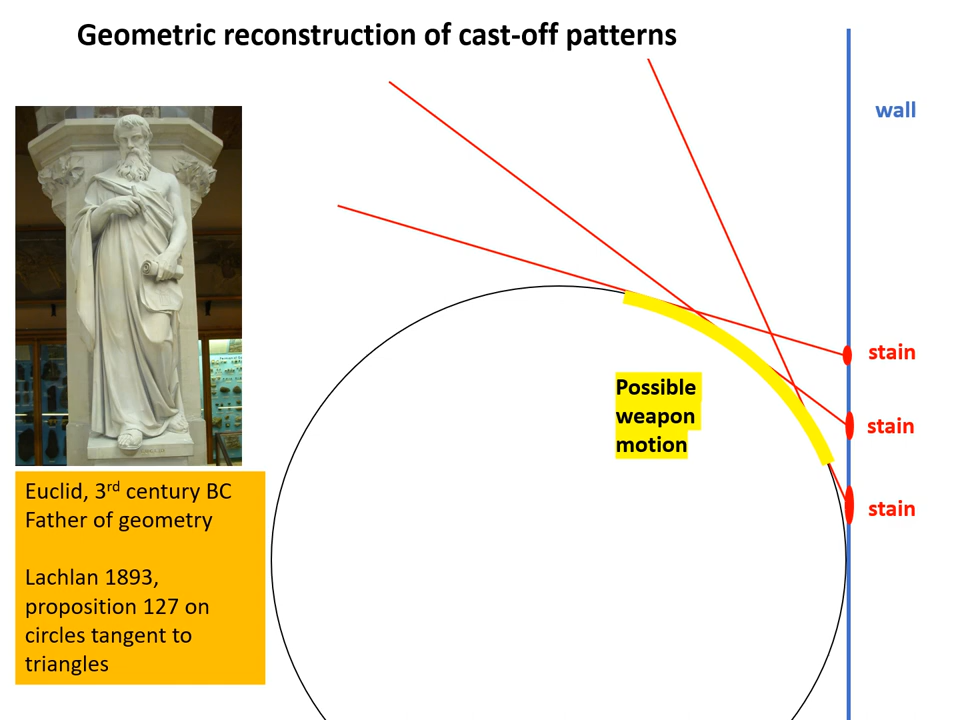 Geometric reconstruction of cast-off patterns
wall
stain
Possible
weapon
motion
stain
stain
Euclid, 3rd century BC
Father of geometry
Lachlan 1893,
proposition 127 on
circles tangent to
triangles